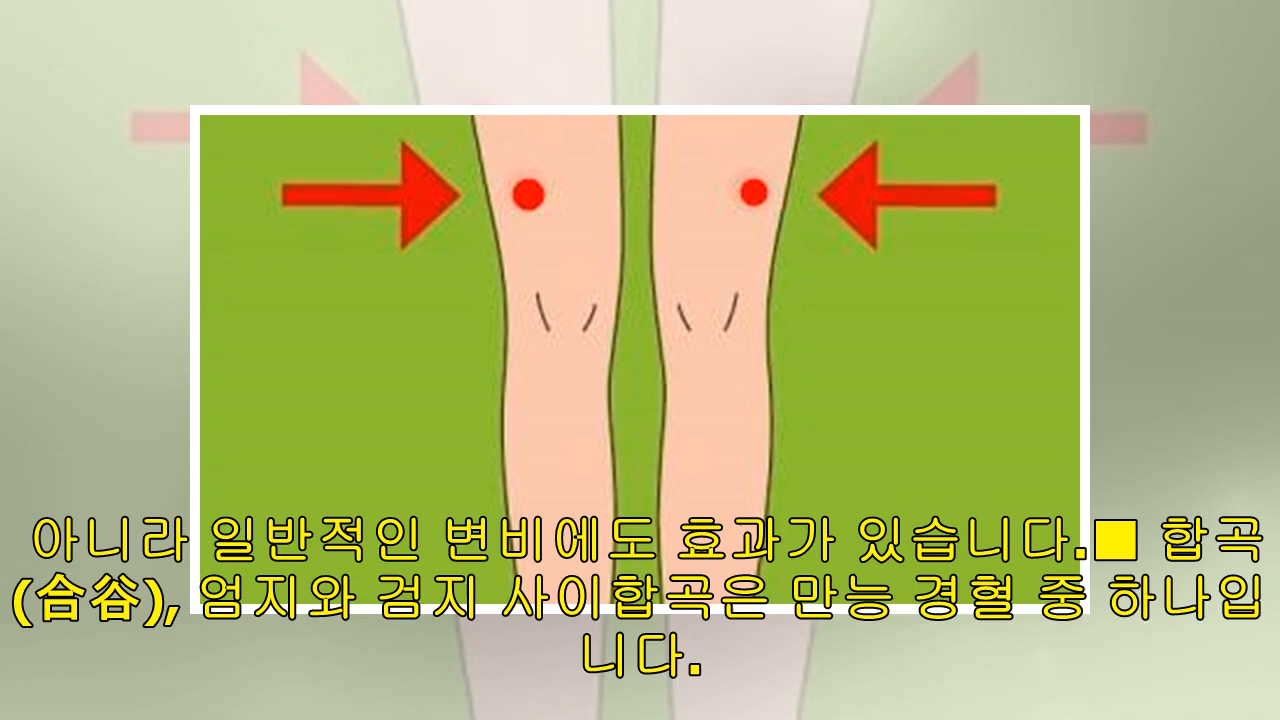 아니라 일반적인 변비에도 효과가 있습니다.■ 합곡
(合谷), 엄지와 검지 사이합곡은 만능 경혈 중 하나입
니다.